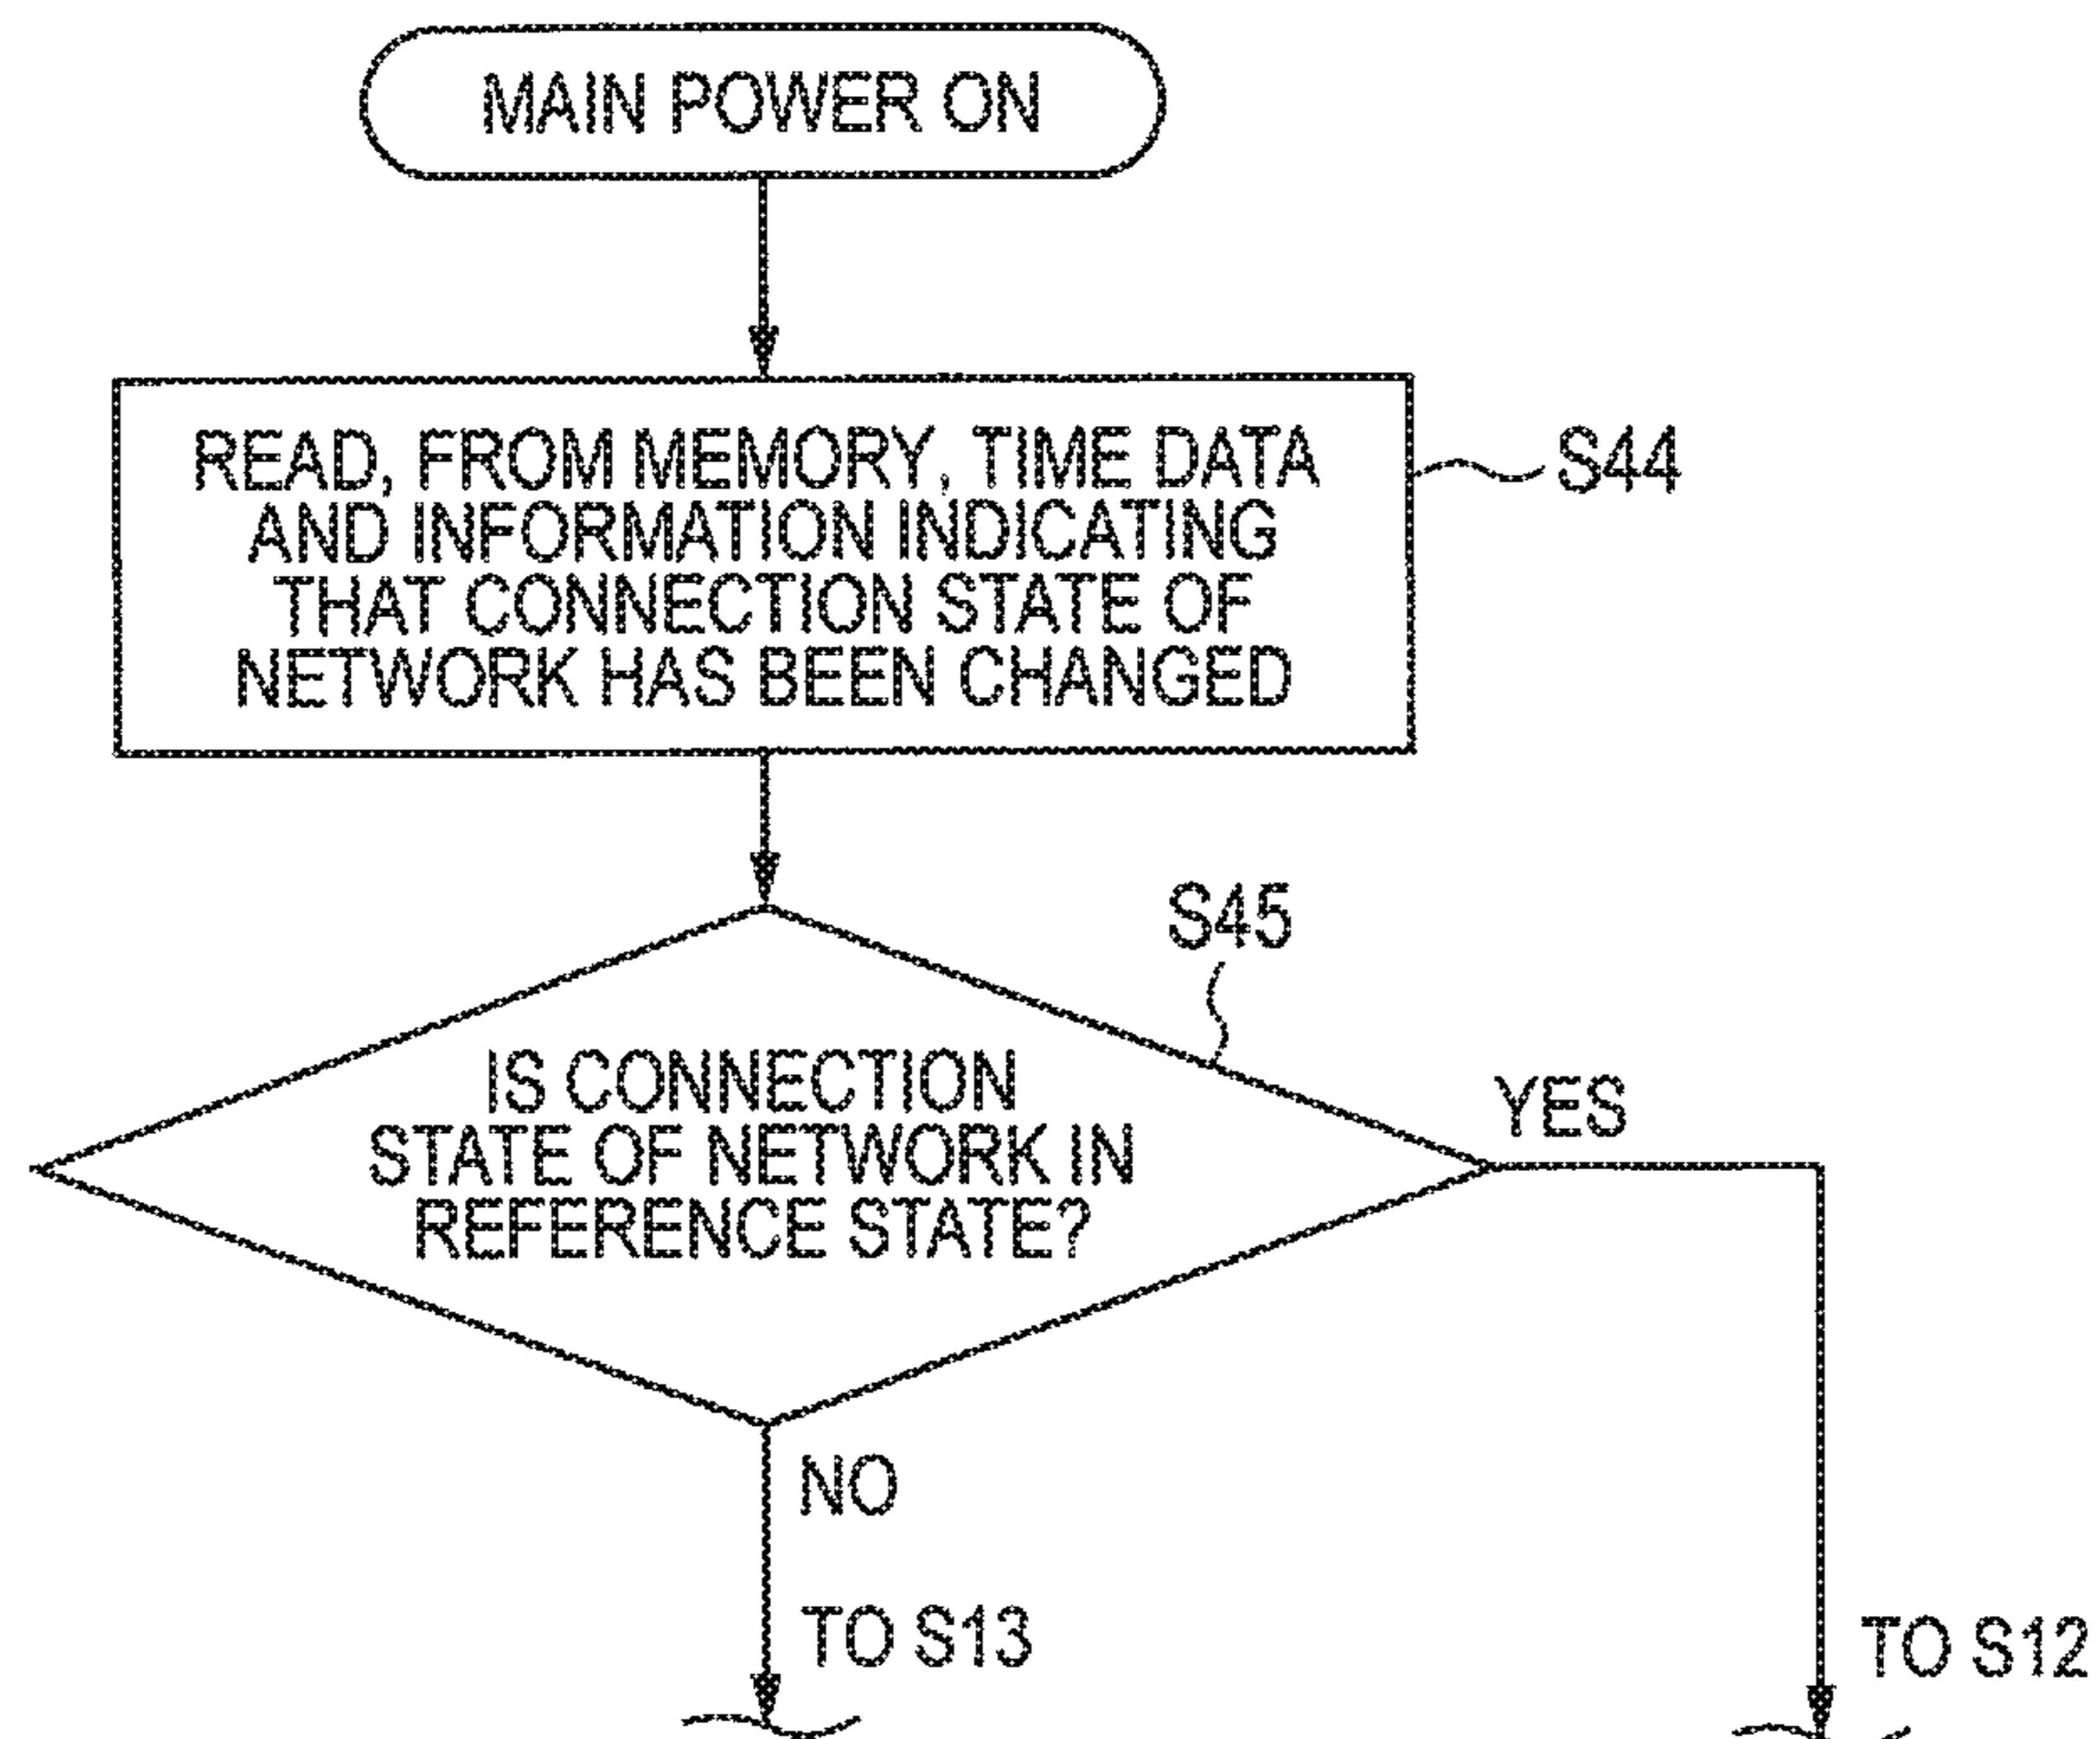 MAIN POWER ON
READ, FROM MEMORY, TIME DATA
AND INFORMATION INDICATING
THAT CONNECTION STATE OF
NETWORK HAS BEEN CHANGED
S44
S45
IS CONNECTION
STATE OF NETWORK IN
REFERENCE STATE?
YES
NO
TO S13
TO S12